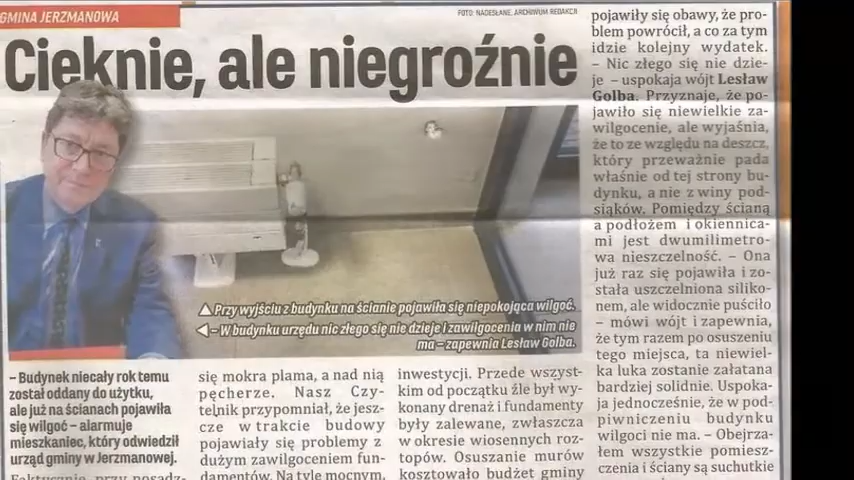 GMINA JERZMANOWA
FOTO: NADESŁANE, ARCHIWUM REDAKCJI
Cieknie, ale niegroźnie
▲ Przy wyjściu z budynku na ścianie pojawiła się niepokojąca wilgoć.
◄ – W budynku urzędu nic złego się nie dzieje i zawilgocenia w nim nie
ma – zapewnia Lesław Golba.
– Budynek niecały rok temu
został oddany do użytku,
ale już na ścianach pojawiła
się wilgoć – alarmuje
mieszkaniec, który odwiedził
urząd gminy w Jerzmanowej.
Faktycznie, przy posadz-
się mokra plama, a nad nią
pęcherze. Nasz Czy-
telnik przypomniał, że jesz-
cze w trakcie budowy
pojawiały się problemy z
dużym zawilgoceniem fun-
damentów. Na tyle mocnym,
inwestycji. Przede wszyst-
kim od początku źle był wy-
konany drenaż i fundamenty
były zalewane, zwłaszcza
w okresie wiosennych roz-
topów. Osuszanie murów
kosztowało budżet gminy
pojawiły się obawy, że pro-
blem powrócił, a co za tym
idzie kolejny wydatek.
– Nic złego się nie dzie-
je – uspokaja wójt Lesław
Golba. Przyznaje, że po-
jawiło się niewielkie za-
wilgocenie, ale wyjaśnia,
że to ze względu na deszcz,
który przeważnie pada
właśnie od tej strony bu-
dynku, a nie z winy pod-
siąków. Pomiędzy ścianą
a podłożem i okiennica-
mi jest dwumilimetro-
wa nieszczelność. – Ona
już raz się pojawiła i zo-
stała uszczelniona siliko-
nem, ale widocznie puściło
– mówi wójt i zapewnia,
że tym razem po osuszeniu
tego miejsca, ta niewiel-
ka luka zostanie załatana
bardziej solidnie. Uspoka-
ja jednocześnie, że w pod-
piwniczeniu budynku
wilgoci nie ma. – Obejrza-
łem wszystkie pomiesz-
czenia i ściany są suchutkie